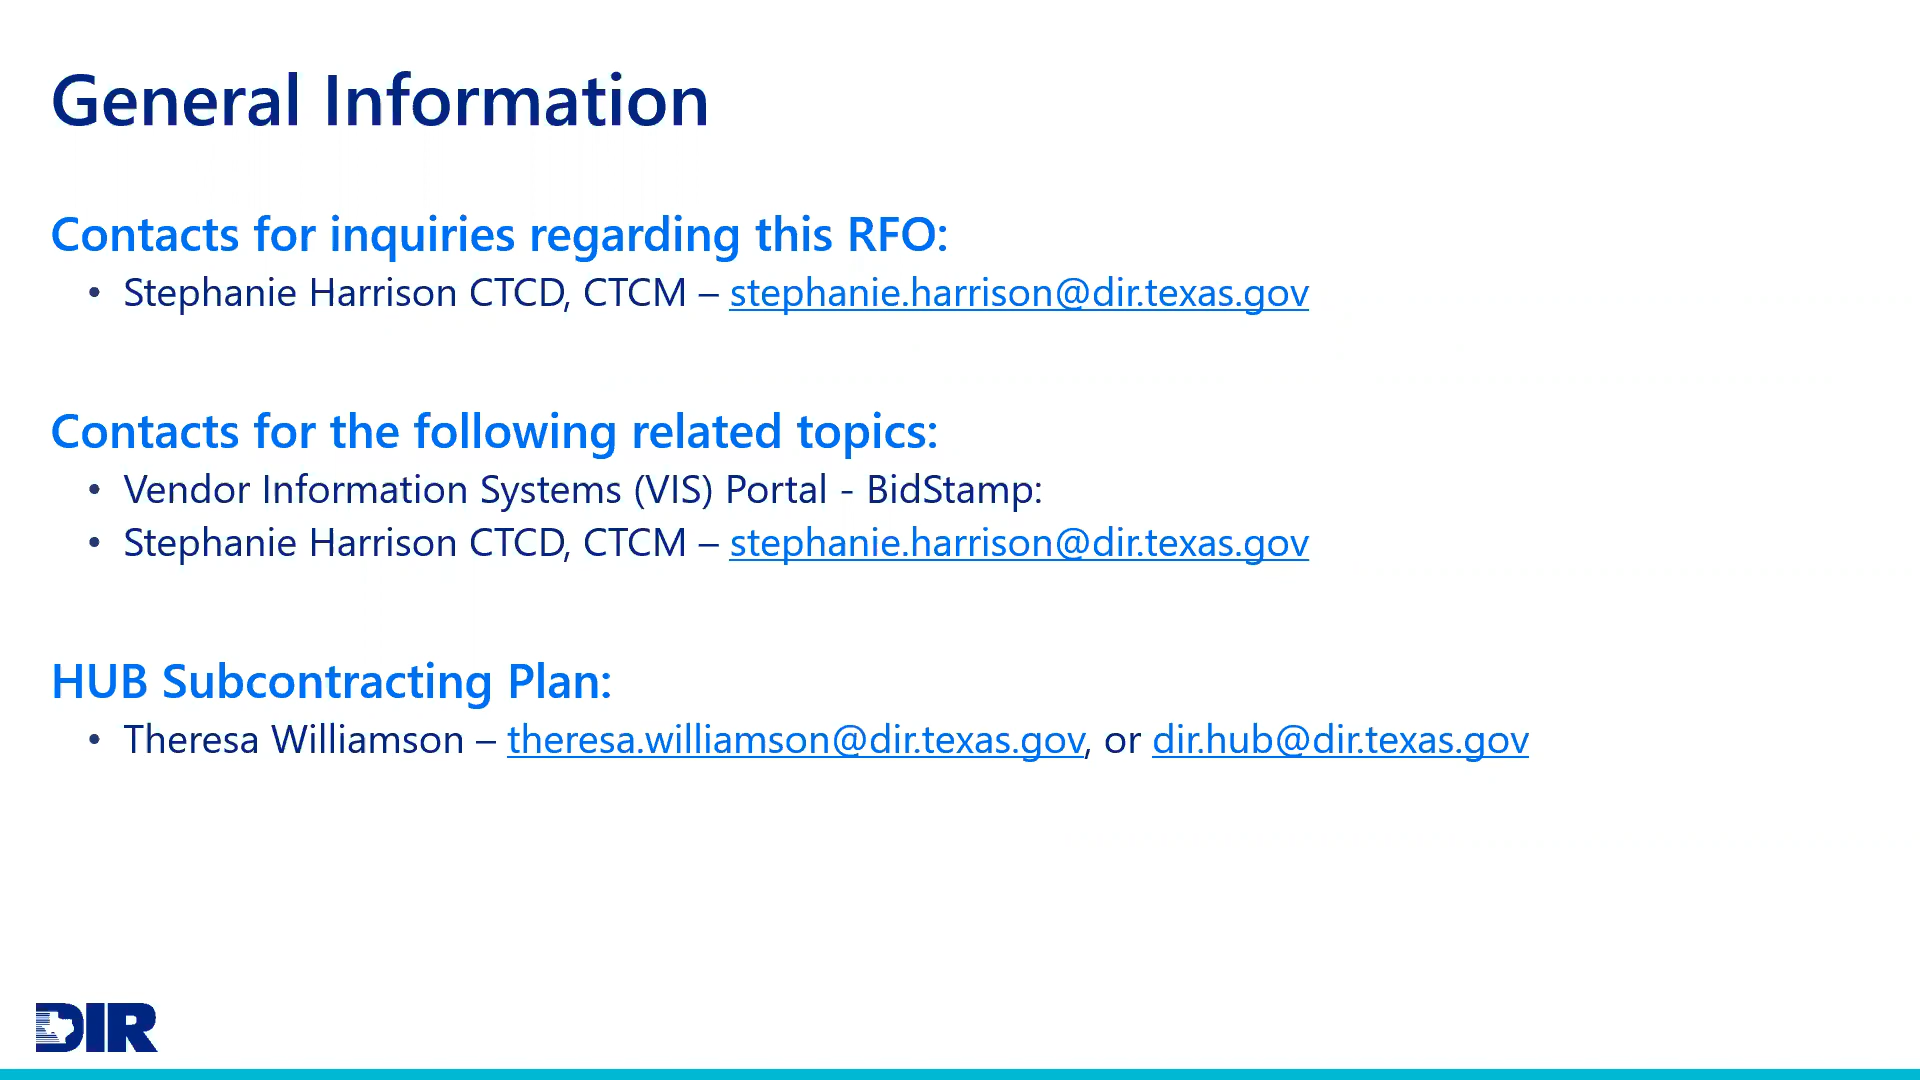 General Information
Contacts for inquiries regarding this RFO:
• Stephanie Harrison CTCD, CTCM – stephanie.harrison@dir.texas.gov
Contacts for the following related topics:
• Vendor Information Systems (VIS) Portal - BidStamp:
• Stephanie Harrison CTCD, CTCM – stephanie.harrison@dir.texas.gov
HUB Subcontracting Plan:
• Theresa Williamson – theresa.williamson@dir.texas.gov, or dir.hub@dir.texas.gov
DIR